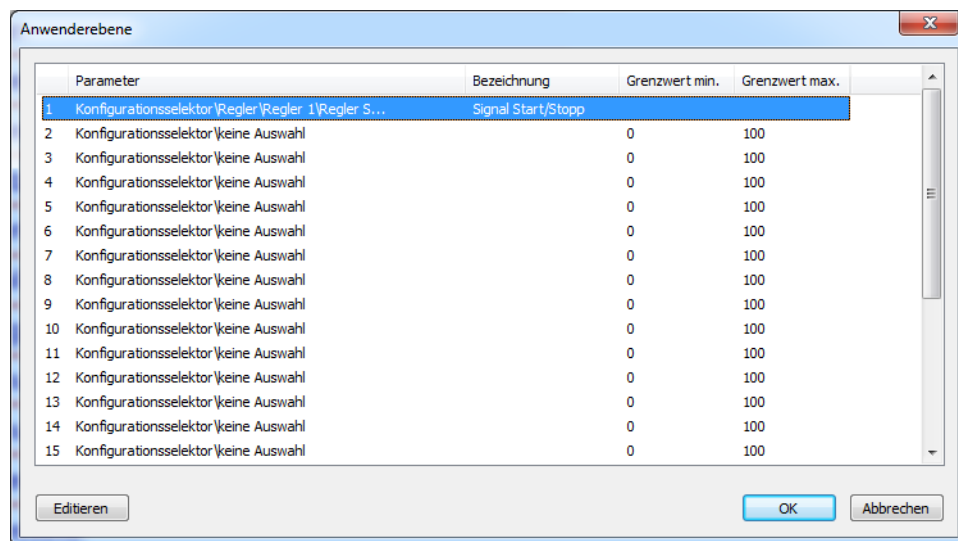 Anwenderebene
Parameter Bezeichnung Grenzwert min. Grenzwert max.
1 Konfigurationsselektor\Regler\Regler 1\Regler S... Signal Start/Stopp
2 Konfigurationsselektor\keine Auswahl 0 100
3 Konfigurationsselektor\keine Auswahl 0 100
4 Konfigurationsselektor\keine Auswahl 0 100
5 Konfigurationsselektor\keine Auswahl 0 100
6 Konfigurationsselektor\keine Auswahl 0 100
7 Konfigurationsselektor\keine Auswahl 0 100
8 Konfigurationsselektor\keine Auswahl 0 100
9 Konfigurationsselektor\keine Auswahl 0 100
10 Konfigurationsselektor\keine Auswahl 0 100
11 Konfigurationsselektor\keine Auswahl 0 100
12 Konfigurationsselektor\keine Auswahl 0 100
13 Konfigurationsselektor\keine Auswahl 0 100
14 Konfigurationsselektor\keine Auswahl 0 100
15 Konfigurationsselektor\keine Auswahl 0 100
Editieren OK Abbrechen